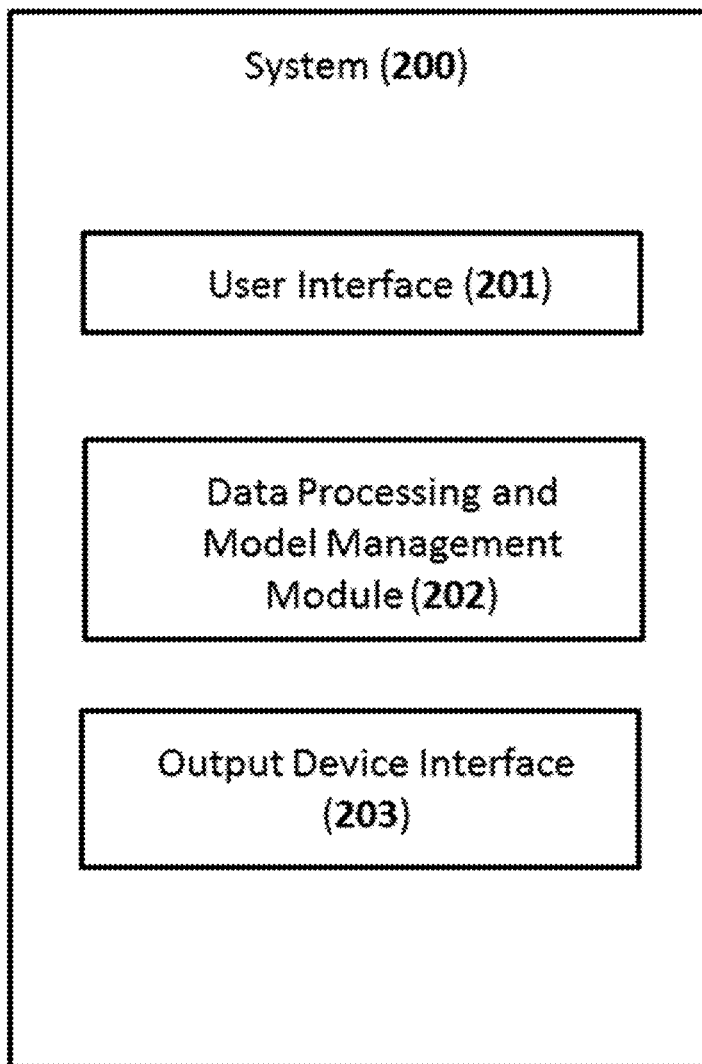 System (200)
User Interface (201)
Data Processing and
Model Management
Module (202)
Output Device Interface
(203)